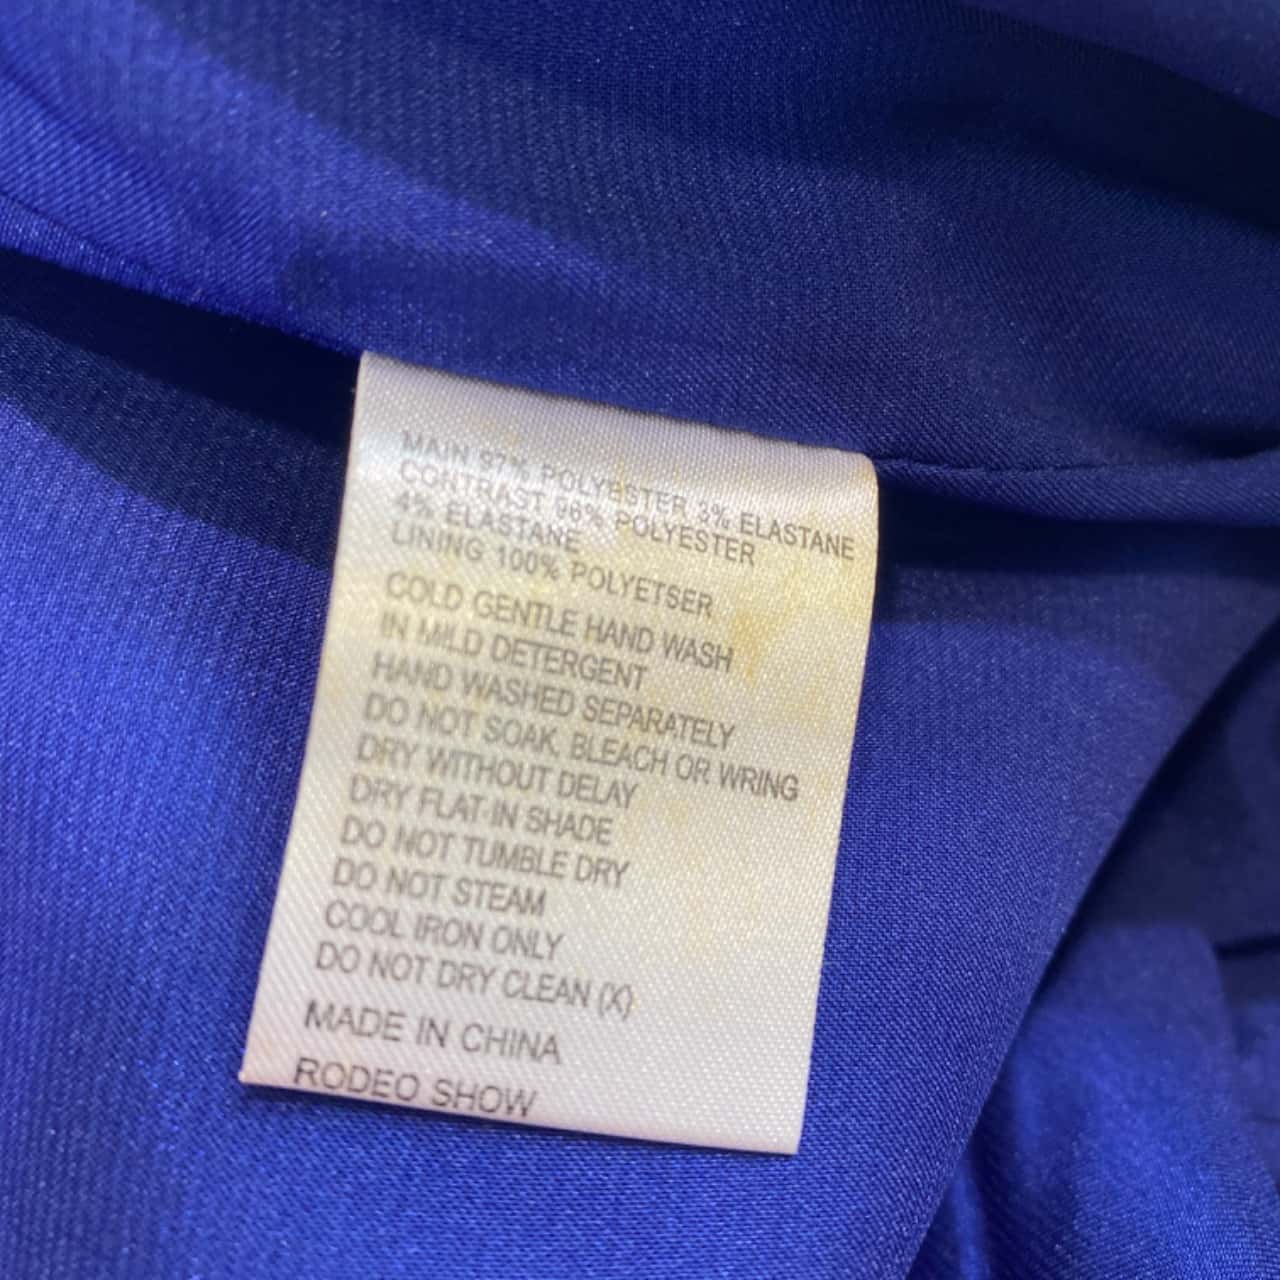 MAIN 97% POLYESTER 3% ELASTANE
CONTRAST 96% POLYESTER
4% ELASTANE
LINING 100% POLYETSER
COLD GENTLE HAND WASH
IN MILD DETERGENT
HAND WASHED SEPARATELY
DO NOT SOAK, BLEACH OR WRING
DRY WITHOUT DELAY
DRY FLAT IN SHADE
DO NOT TUMBLE DRY
DO NOT STEAM
COOL IRON ONLY
DO NOT DRY CLEAN (X)
MADE IN CHINA
RODEO SHOW